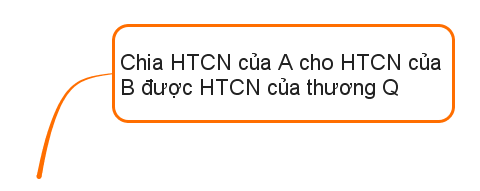 Chia HTCN của A cho HTCN của
B được HTCN của thương Q